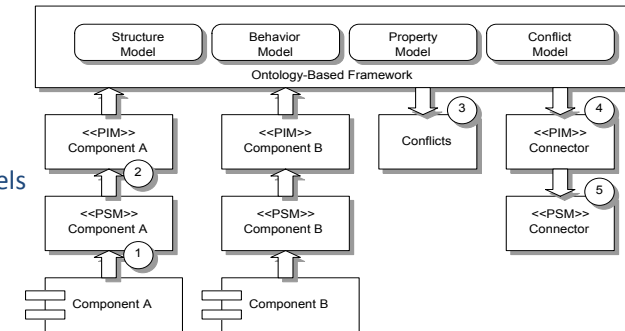 Structure
Model
Behavior
Model
Property
Model
Conflict
Model
Ontology-Based Framework
3
4
<<PIM>>
Component A
<<PIM>>
Component B
Conflicts
<<PIM>>
Connector
els
2
5
<<PSM>>
Component A
<<PSM>>
Component B
<<PSM>>
Connector
1
Component A
Component B